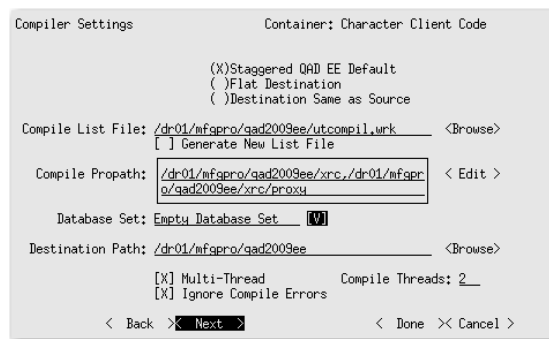 Compiler Settings Container: Character Client Code
(X)Staggered QAD EE Default
( )Flat Destination
( )Destination Same as Source
Compile List File: /dr01/mfgpro/qad2009ee/utcompil.wrk <Browse>
[ ] Generate New List File
Compile Propath: /dr01/mfgpro/qad2009ee/xrc,/dr01/mfgpr < Edit >
o/qad2009ee/xrc/proxy
Database Set: Empty Database Set [V]
Destination Path: /dr01/mfgpro/qad2009ee <Browse>
[X] Multi-Thread Compile Threads: 2
[X] Ignore Compile Errors
< Back >< Next > < Done >< Cancel >